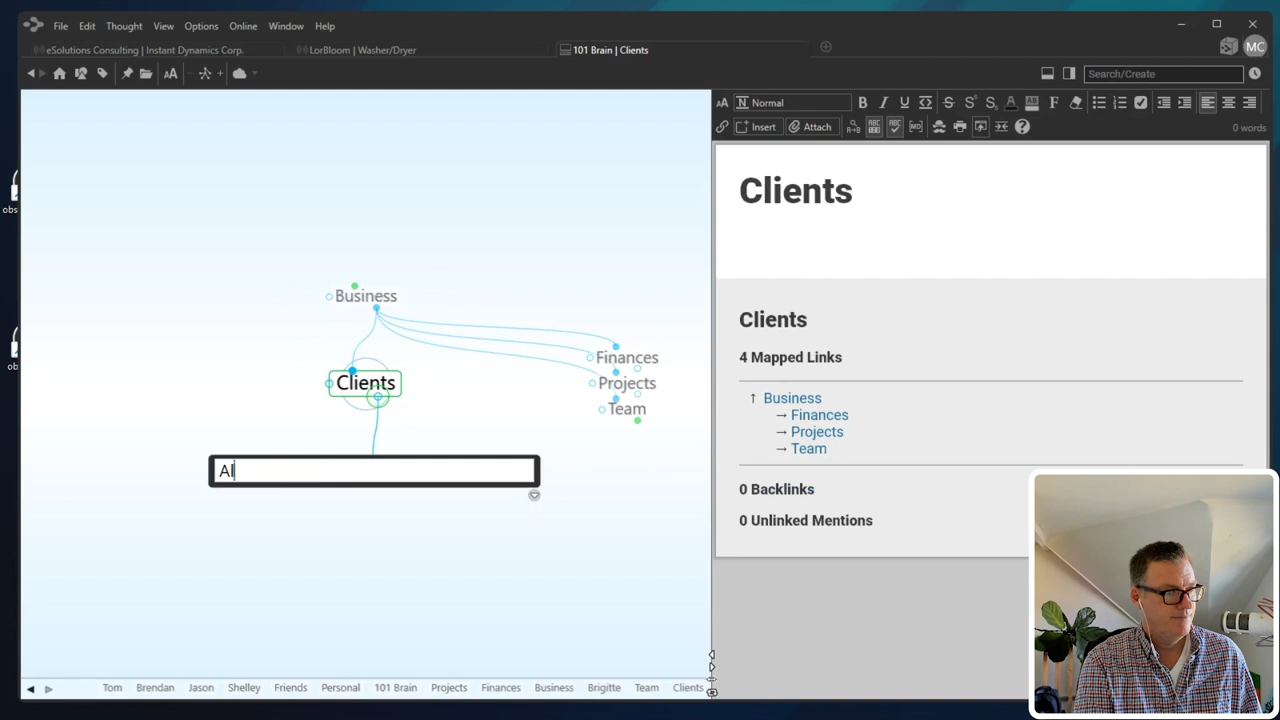 File Edit Thought View Options Online Window Help
eSolutions Consulting | Instant Dynamics Corp.
LorBloom | Washer/Dryer
101 Brain | Clients
MC
Search/Create
Normal
Insert
Attach
0 words
Clients
Business
Clients
Finances
Projects
Team
Al
Clients
4 Mapped Links
↑ Business
→ Finances
→ Projects
→ Team
0 Backlinks
0 Unlinked Mentions
Tom Brendan Jason Shelley Friends Personal 101 Brain Projects Finances Business Brigitte Team Clients
obs